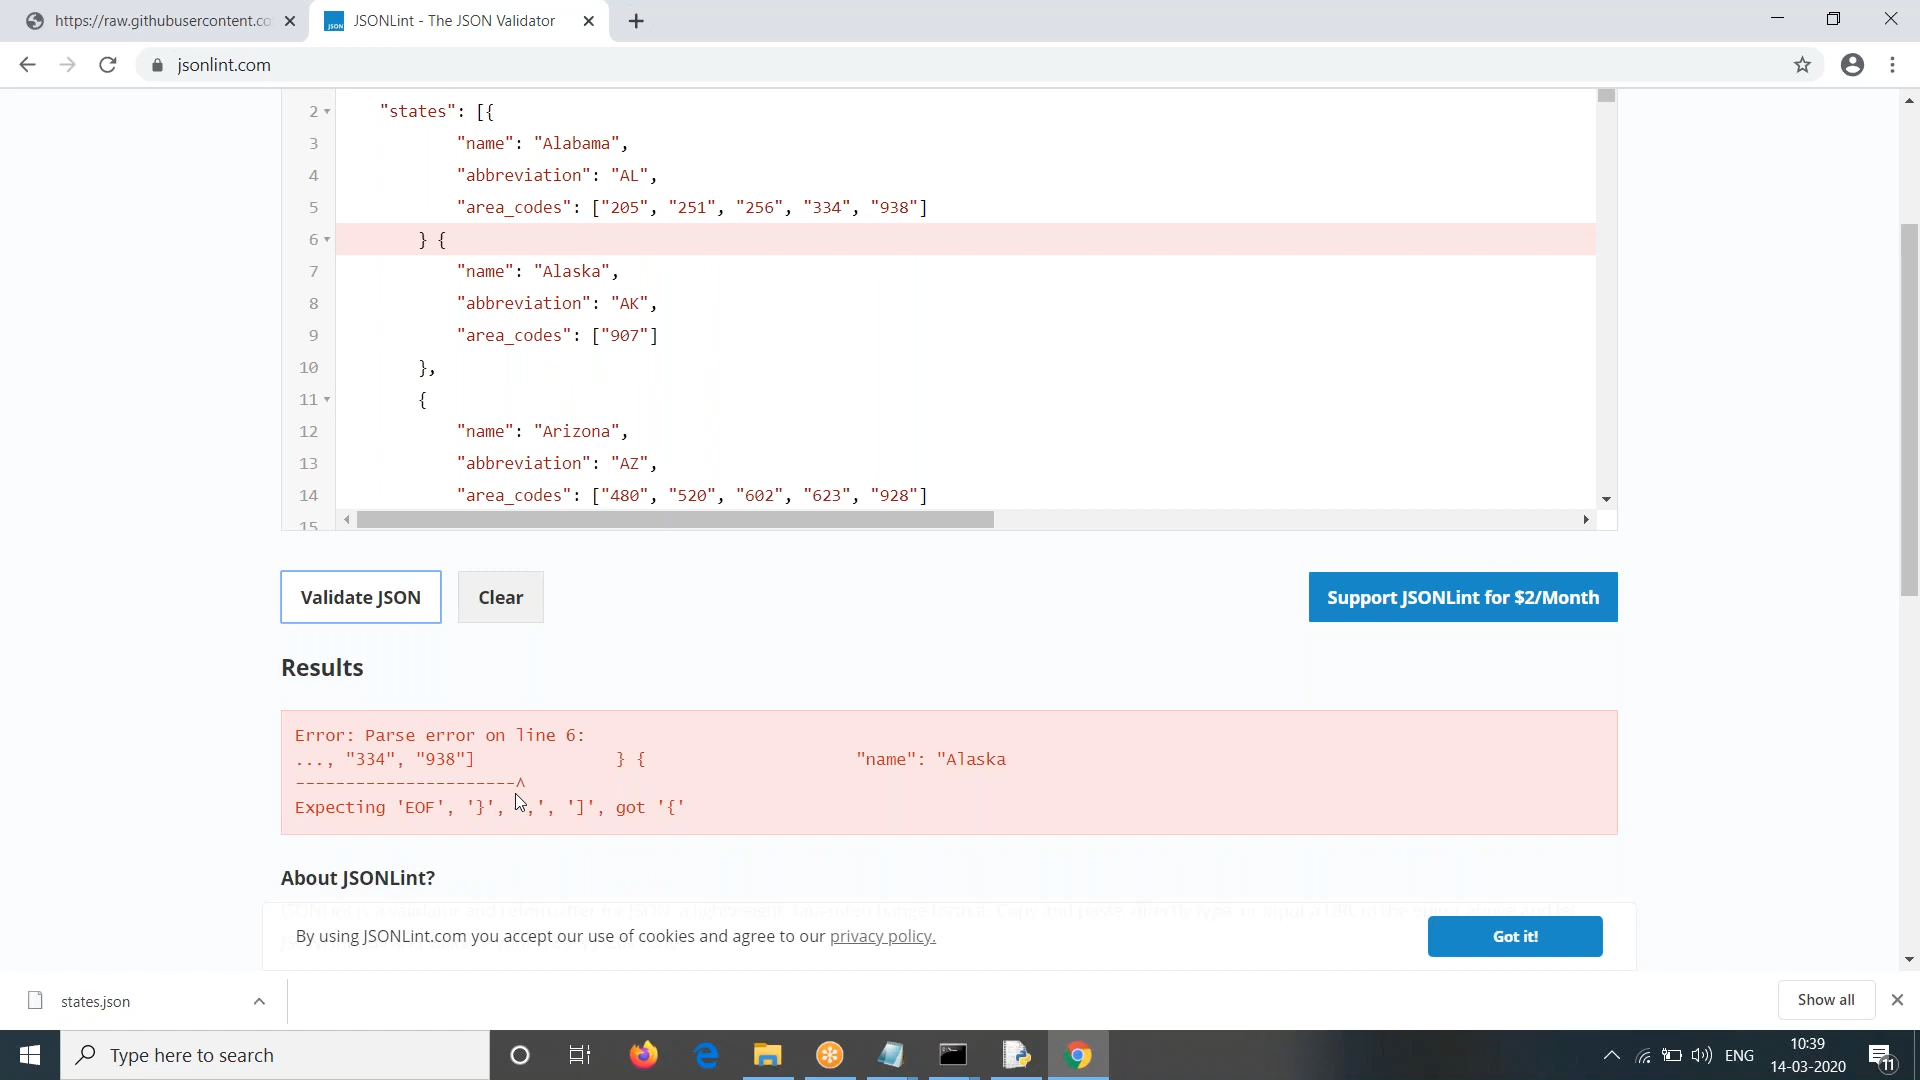 https://raw.githubusercontent.co
JSON JSONLint - The JSON Validator
jsonlint.com
2 "states": [{
3 "name": "Alabama",
4 "abbreviation": "AL",
5 "area_codes": ["205", "251", "256", "334", "938"]
6 } {
7 "name": "Alaska",
8 "abbreviation": "AK",
9 "area_codes": ["907"]
10 },
11 {
12 "name": "Arizona",
13 "abbreviation": "AZ",
14 "area_codes": ["480", "520", "602", "623", "928"]
15
Validate JSON Clear Support JSONLint for $2/Month
Results
Error: Parse error on line 6:
..., "334", "938"] } { "name": "Alaska
----------------------^
Expecting 'EOF', '}', ',', ']', got '{'
About JSONLint?
By using JSONLint.com you accept our use of cookies and agree to our privacy policy. Got it!
states.json Show all
Type here to search
ENG
10:39
14-03-2020
11